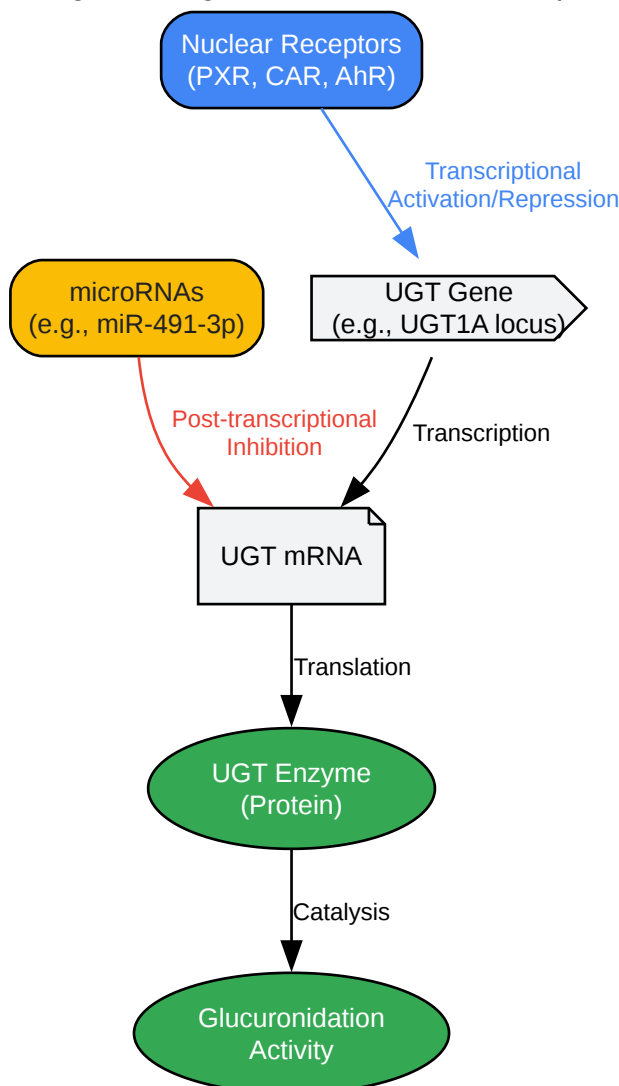 Nuclear Receptors
(PXR, CAR, AhR)
Transcriptional
Activation/Repression
microRNAs
(e.g., miR-491-3p)
UGT Gene
(e.g., UGT1A locus)
Post-transcriptional
Inhibition
Transcription
UGT mRNA
Translation
UGT Enzyme
(Protein)
Catalysis
Glucuronidation
Activity